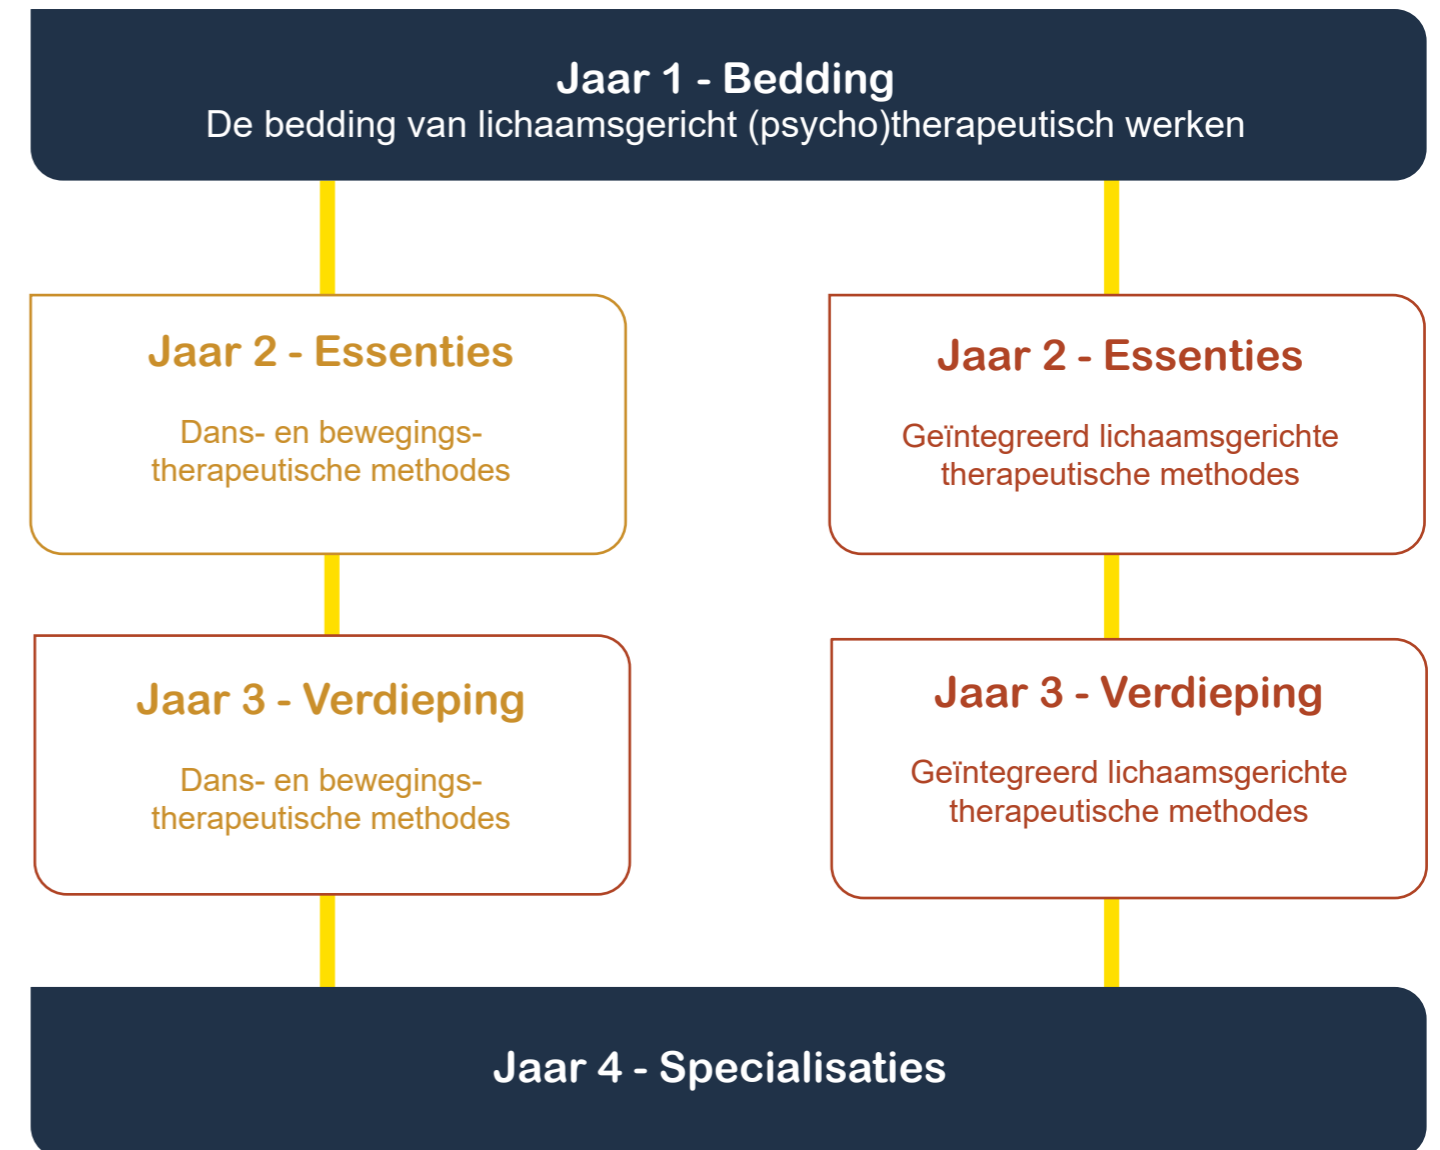 Jaar 1 - Bedding
De bedding van lichaamsgericht (psycho)therapeutisch werken
Jaar 2 - Essenties
Dans- en bewegings-
therapeutische methodes
Jaar 2 - Essenties
Geïntegreerd lichaamsgerichte
therapeutische methodes
Jaar 3 - Verdieping
Dans- en bewegings-
therapeutische methodes
Jaar 3 - Verdieping
Geïntegreerd lichaamsgerichte
therapeutische methodes
Jaar 4 - Specialisaties